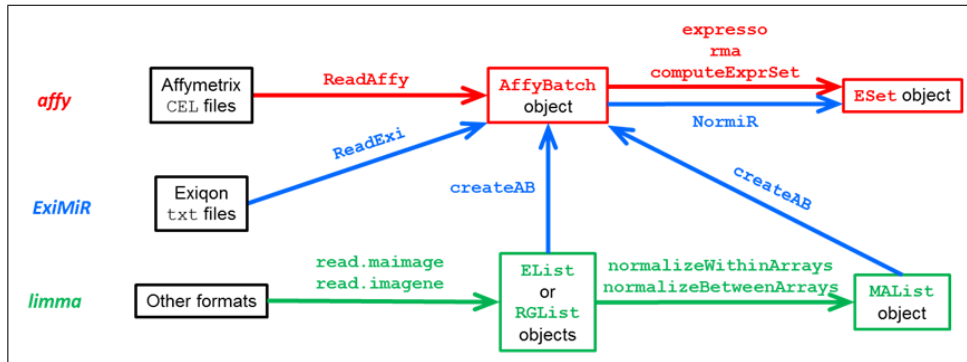 expresso
rma
computeExprSet
affy
Affymetrix
CEL files
ReadAffy
AffyBatch
object
ESet object
NormiR
ReadExi
createAB
createAB
ExiMiR
Exiqon
txt files
limma
Other formats
read.maimage
read.imagene
EList
or
RGList
objects
normalizeWithinArrays
normalizeBetweenArrays
MAList
object